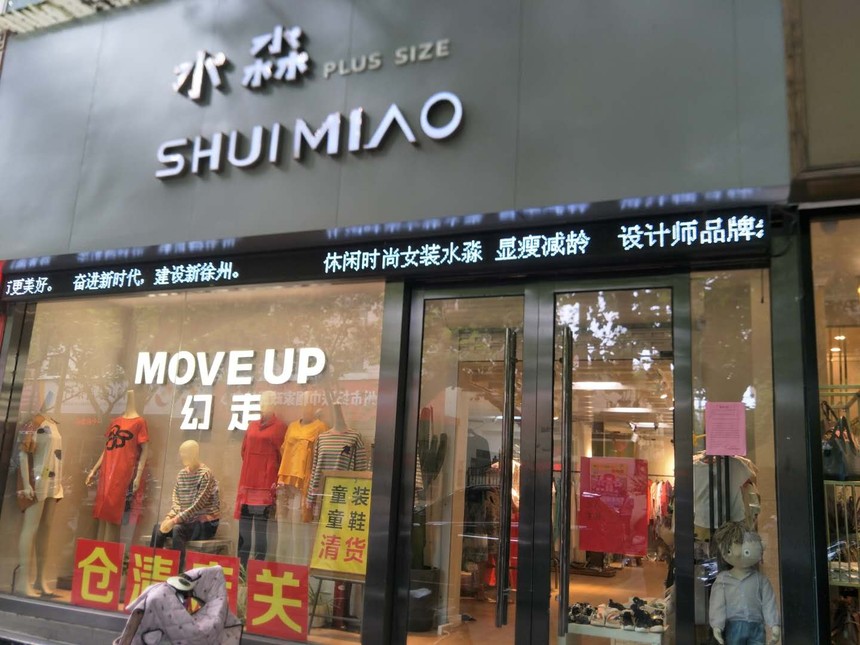 水淼 PLUS SIZE
SHUIMIAO
更美好。 奋进新时代，建设新徐州。 休闲时尚女装水淼 显瘦减龄 设计师品牌
MOVE UP
幻走
童装
童鞋
清货
仓清 关